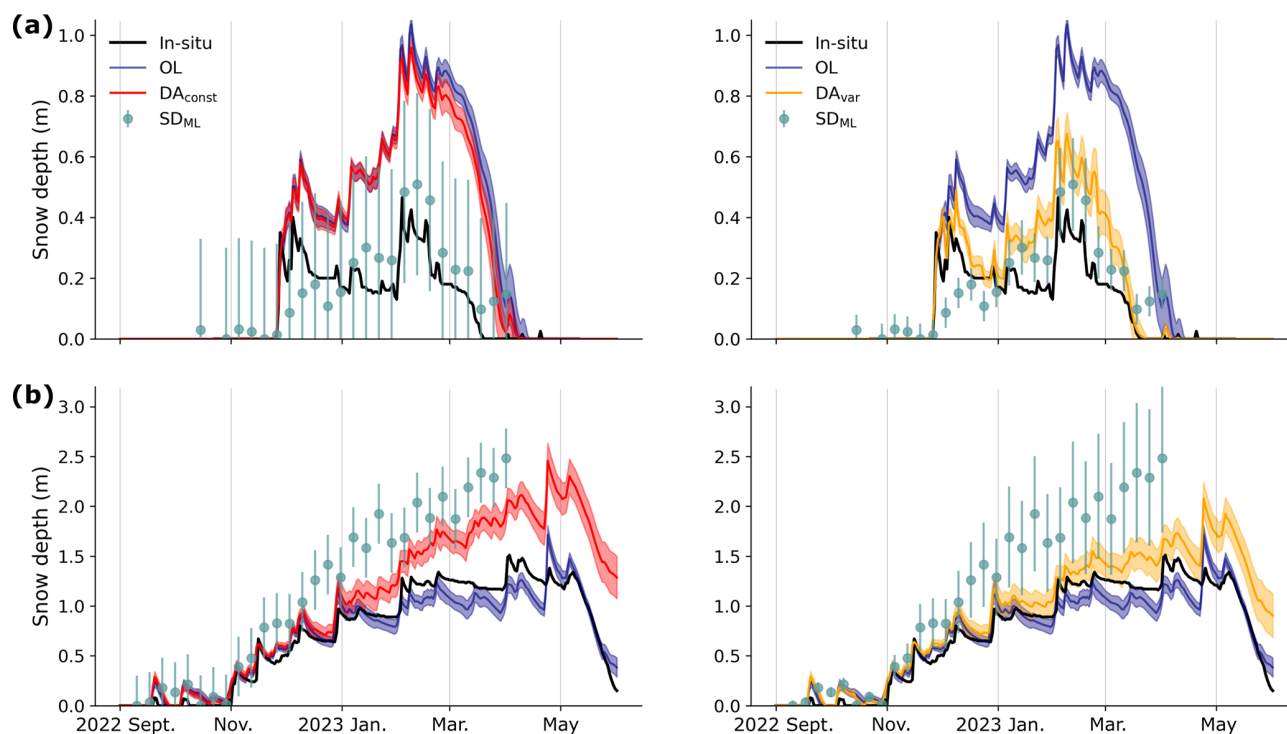 (a)
Snow depth (m)
1.0
0.8
0.6
0.4
0.2
0.0
In-situ
OL
DAconst
SDML
1.0
0.8
0.6
0.4
0.2
0.0
In-situ
OL
DAvar
SDML
(b)
Snow depth (m)
3.0
2.5
2.0
1.5
1.0
0.5
0.0
2022 Sept. Nov. 2023 Jan. Mar. May
3.0
2.5
2.0
1.5
1.0
0.5
0.0
2022 Sept. Nov. 2023 Jan. Mar. May